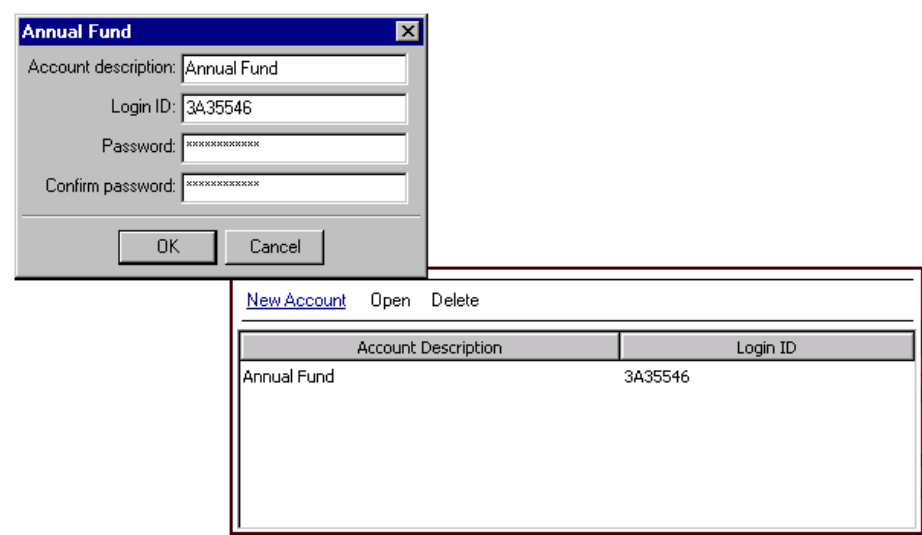 Annual Fund
Account description: Annual Fund
Login ID: 3A35546
Password: ************
Confirm password: ************
OK Cancel
New Account Open Delete
Account Description Login ID
Annual Fund 3A35546